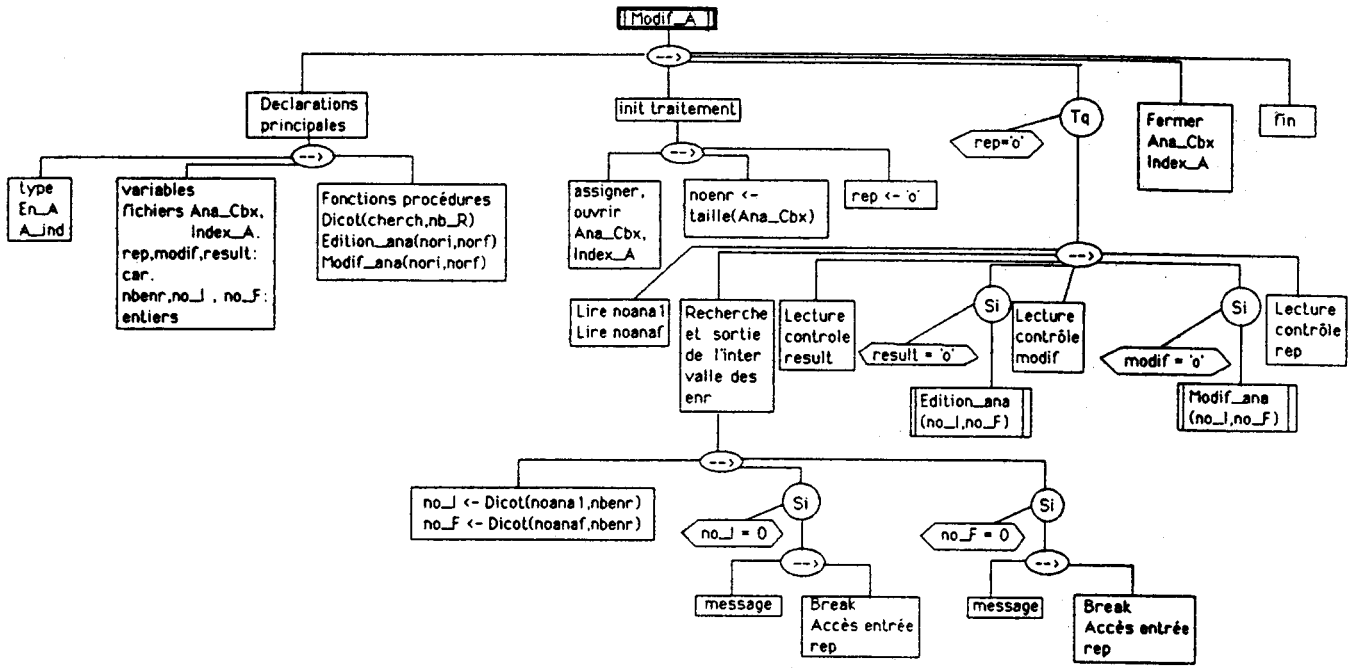 Modif_A
-->
Declarations
principales
init traitement
Tq
rep='o'
Fermer
Ana_Cbx
Index_A
fin
-->
-->
type
En_A
A_ind
variables
fichiers Ana_Cbx,
Index_A.
rep,modif,result:
car.
nbenr,no_I , no_F:
entiers
Fonctions procédures
Dicot(cherch,nb_R)
Edition_ana(nori,norf)
Modif_ana(nori,norf)
assigner,
ouvrir
Ana_Cbx,
Index_A
noenr <-
taille(Ana_Cbx)
rep <- 'o'
-->
Lire noana1
Lire noanaf
Recherche
et sortie
de l'inter
valle des
enr
Lecture
controle
result
Si
result = 'o'
Edition_ana
(no_I,no_F)
Lecture
contrôle
modif
Si
modif = 'o'
Modif_ana
(no_I,no_F)
Lecture
contrôle
rep
-->
no_I <- Dicot(noana1,nbenr)
no_F <- Dicot(noanaf,nbenr)
Si
no_I = 0
-->
message
Break
Accès entrée
rep
Si
no_F = 0
-->
message
Break
Accès entrée
rep